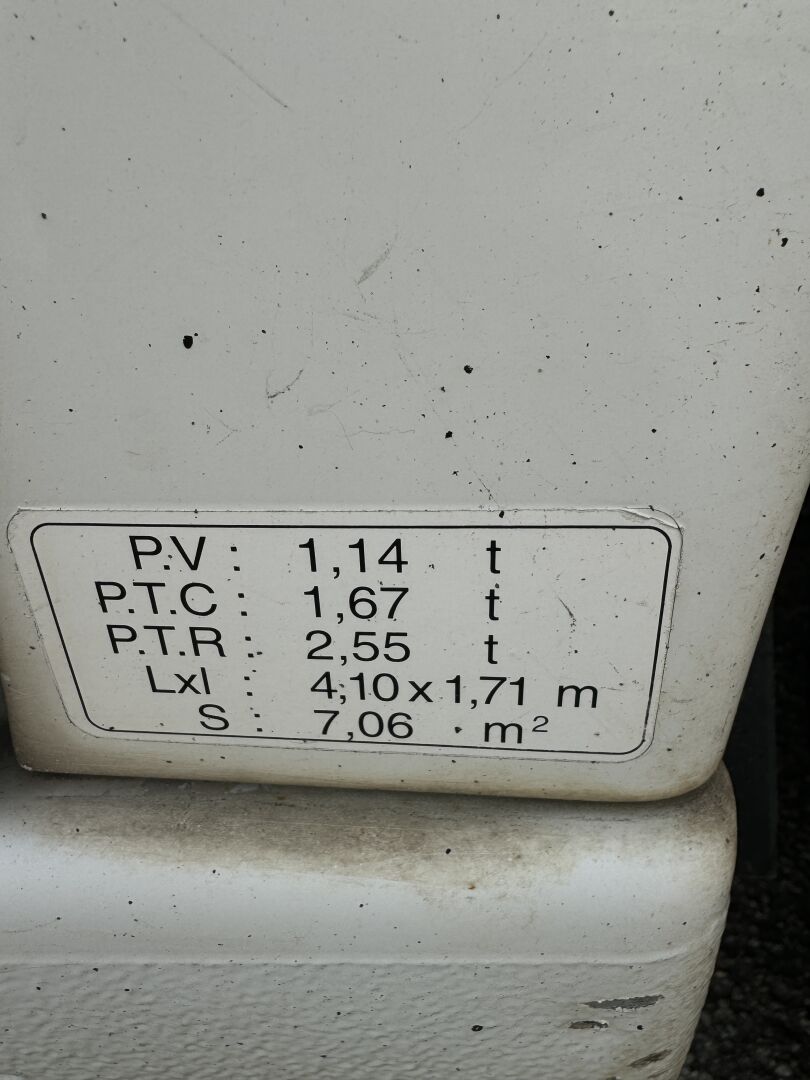 P.V : 1,14 t
P.T.C : 1,67 t
P.T.R : 2,55 t
Lxl : 4,10 x 1,71 m
S : 7,06 m²